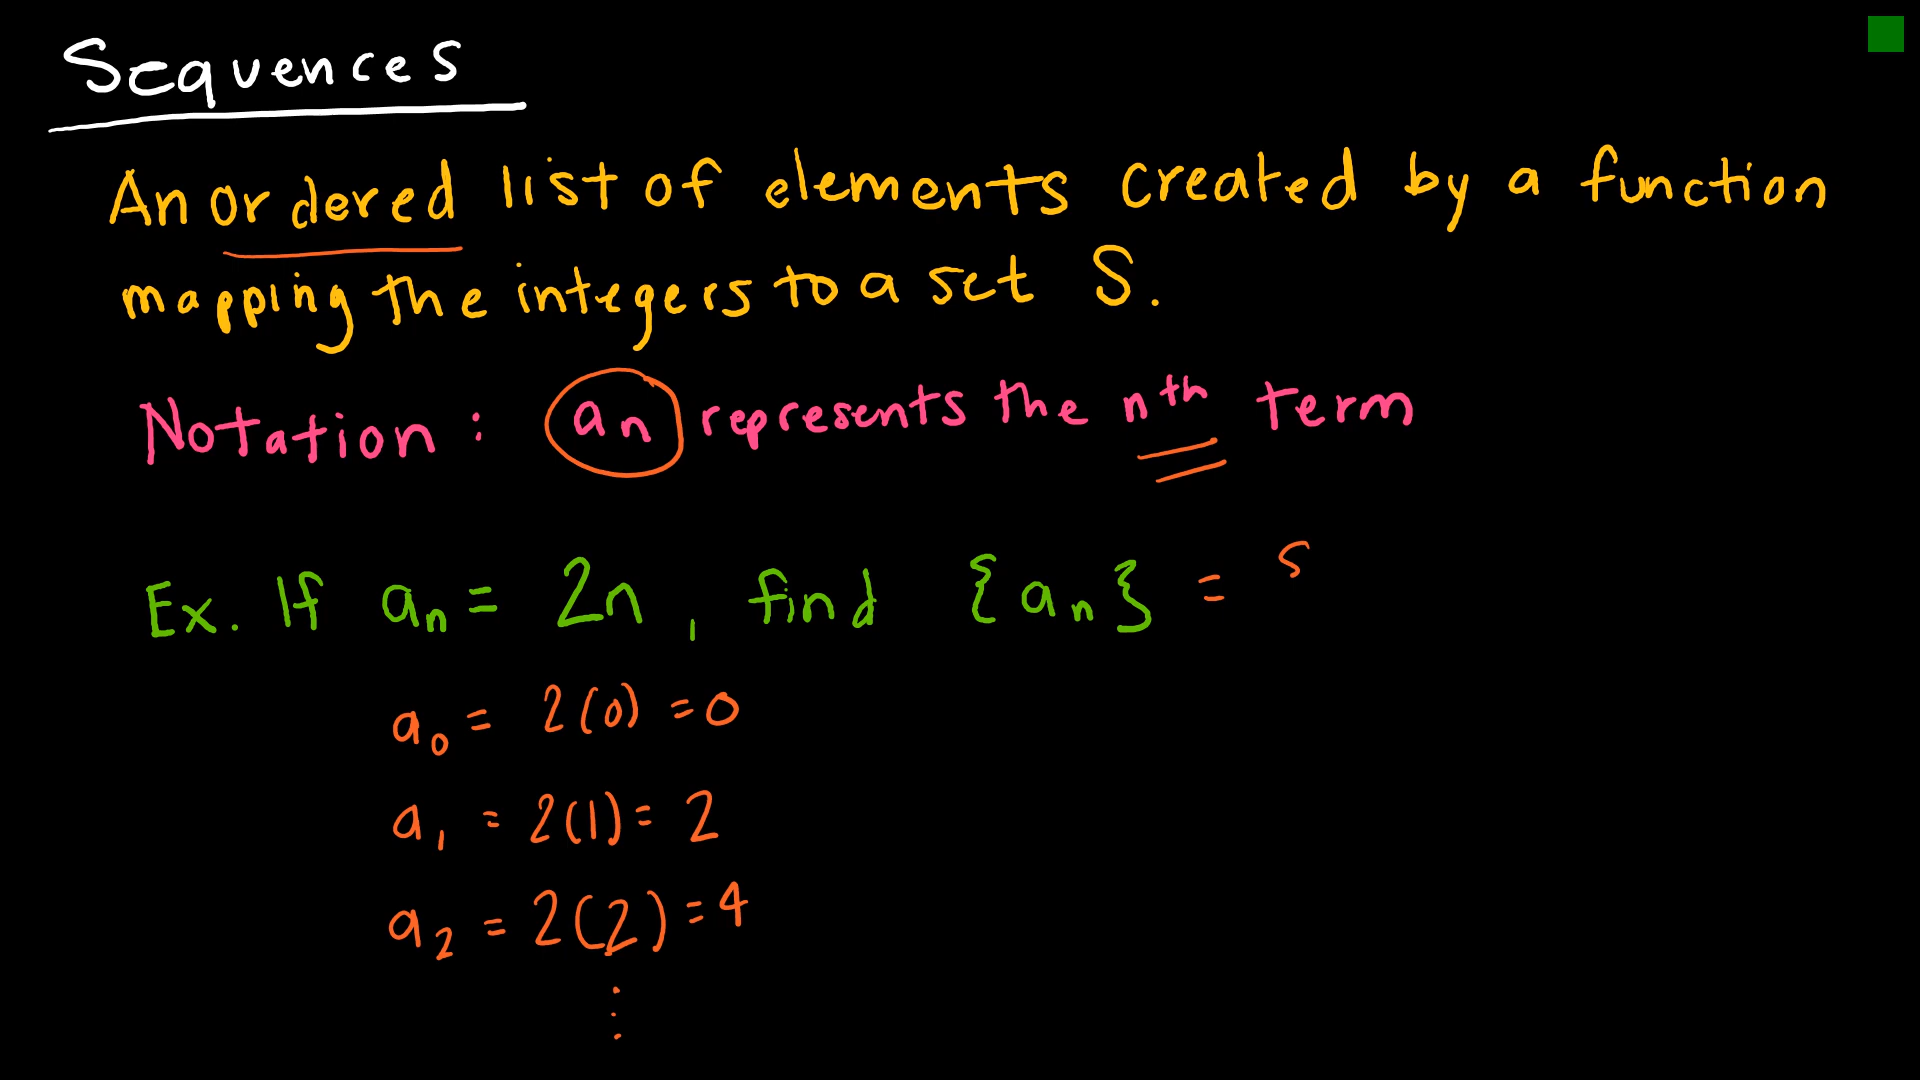 Sequences
An ordered list of elements created by a function
mapping the integers to a set S.
Notation: aₙ represents the nᵗʰ term
Ex. If aₙ = 2n, find {aₙ} =
a₀ = 2(0) = 0
a₁ = 2(1) = 2
a₂ = 2(2) = 4
⋮